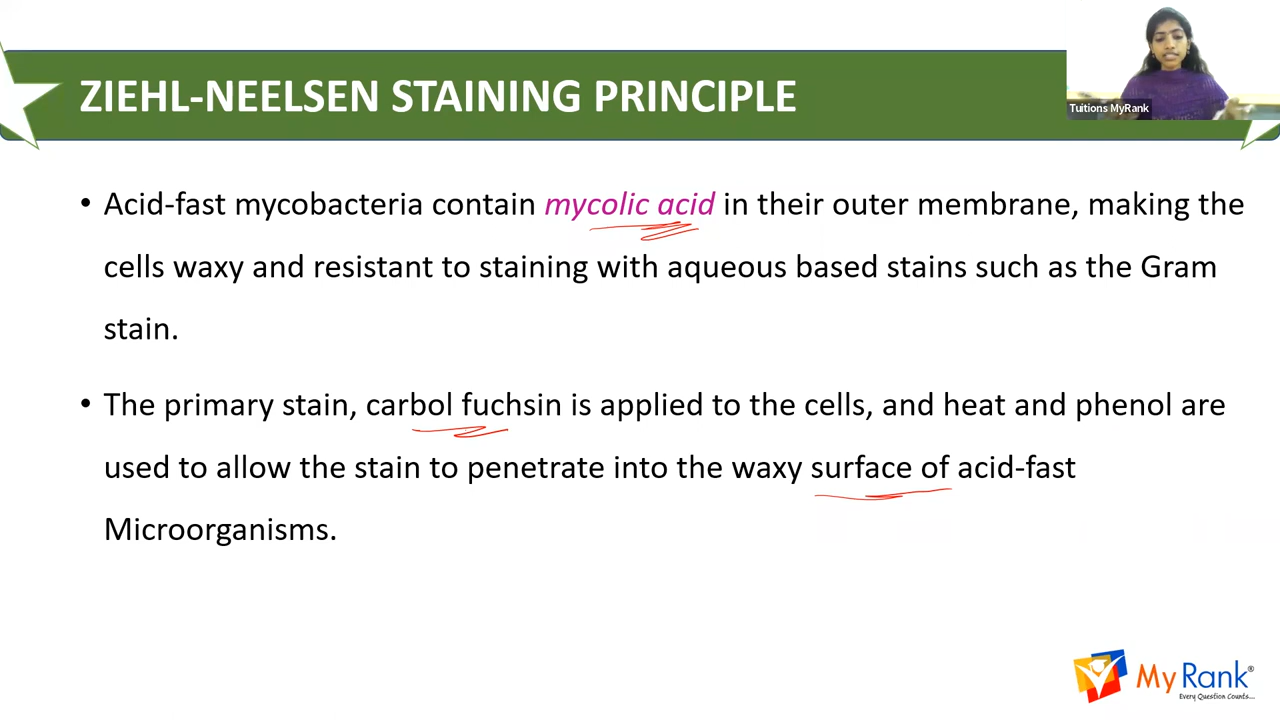 ZIEHL-NEELSEN STAINING PRINCIPLE
Tuitions MyRank
• Acid-fast mycobacteria contain mycolic acid in their outer membrane, making the
cells waxy and resistant to staining with aqueous based stains such as the Gram
stain.
• The primary stain, carbol fuchsin is applied to the cells, and heat and phenol are
used to allow the stain to penetrate into the waxy surface of acid-fast
Microorganisms.
My Rank®
Every Question Counts...